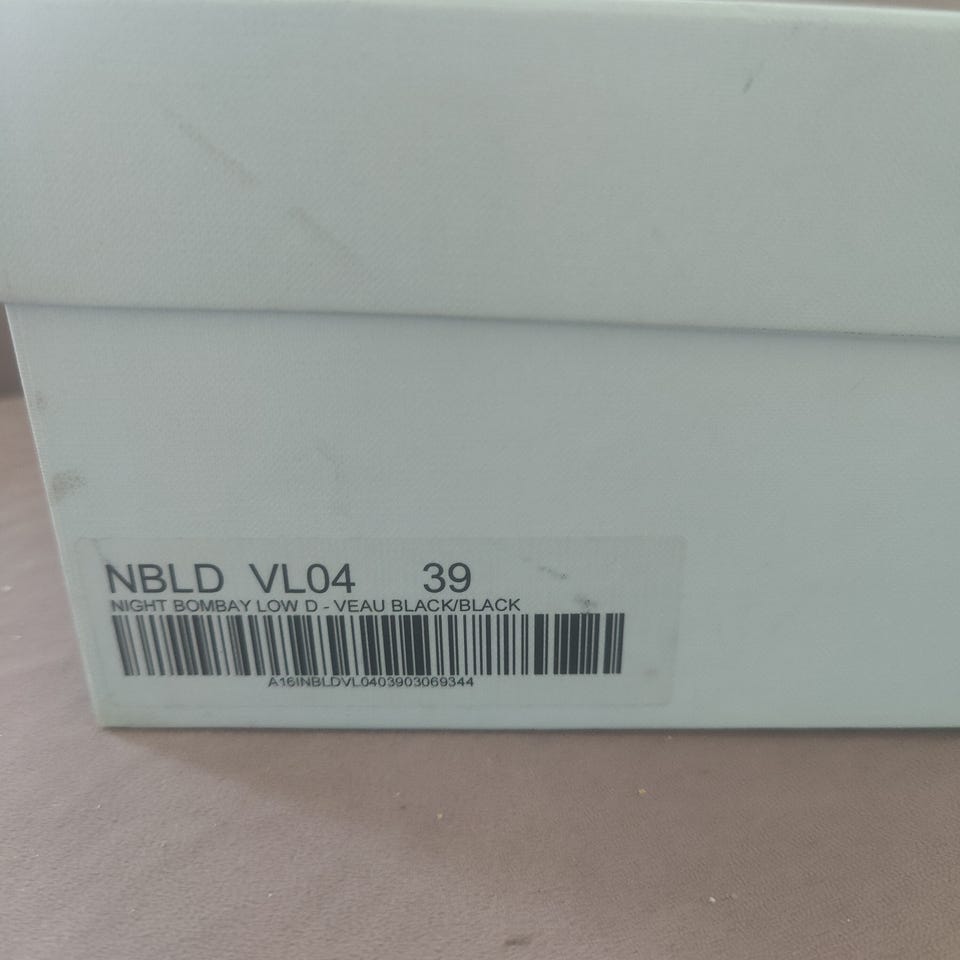 NBLD VL04 39
NIGHT BOMBAY LOW D - VEAU BLACK/BLACK
A16INBLDVL0403903069344